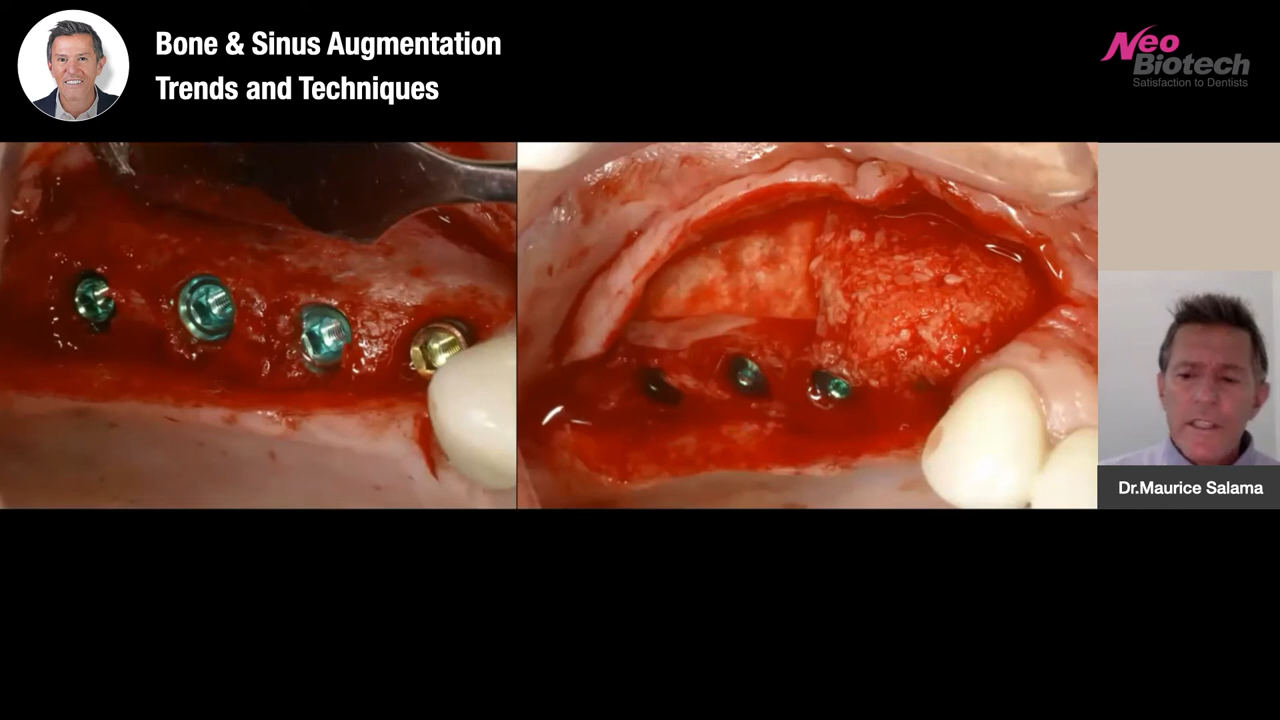 Bone & Sinus Augmentation
Trends and Techniques
Neo
Biotech
Satisfaction to Dentists
Dr.Maurice Salama